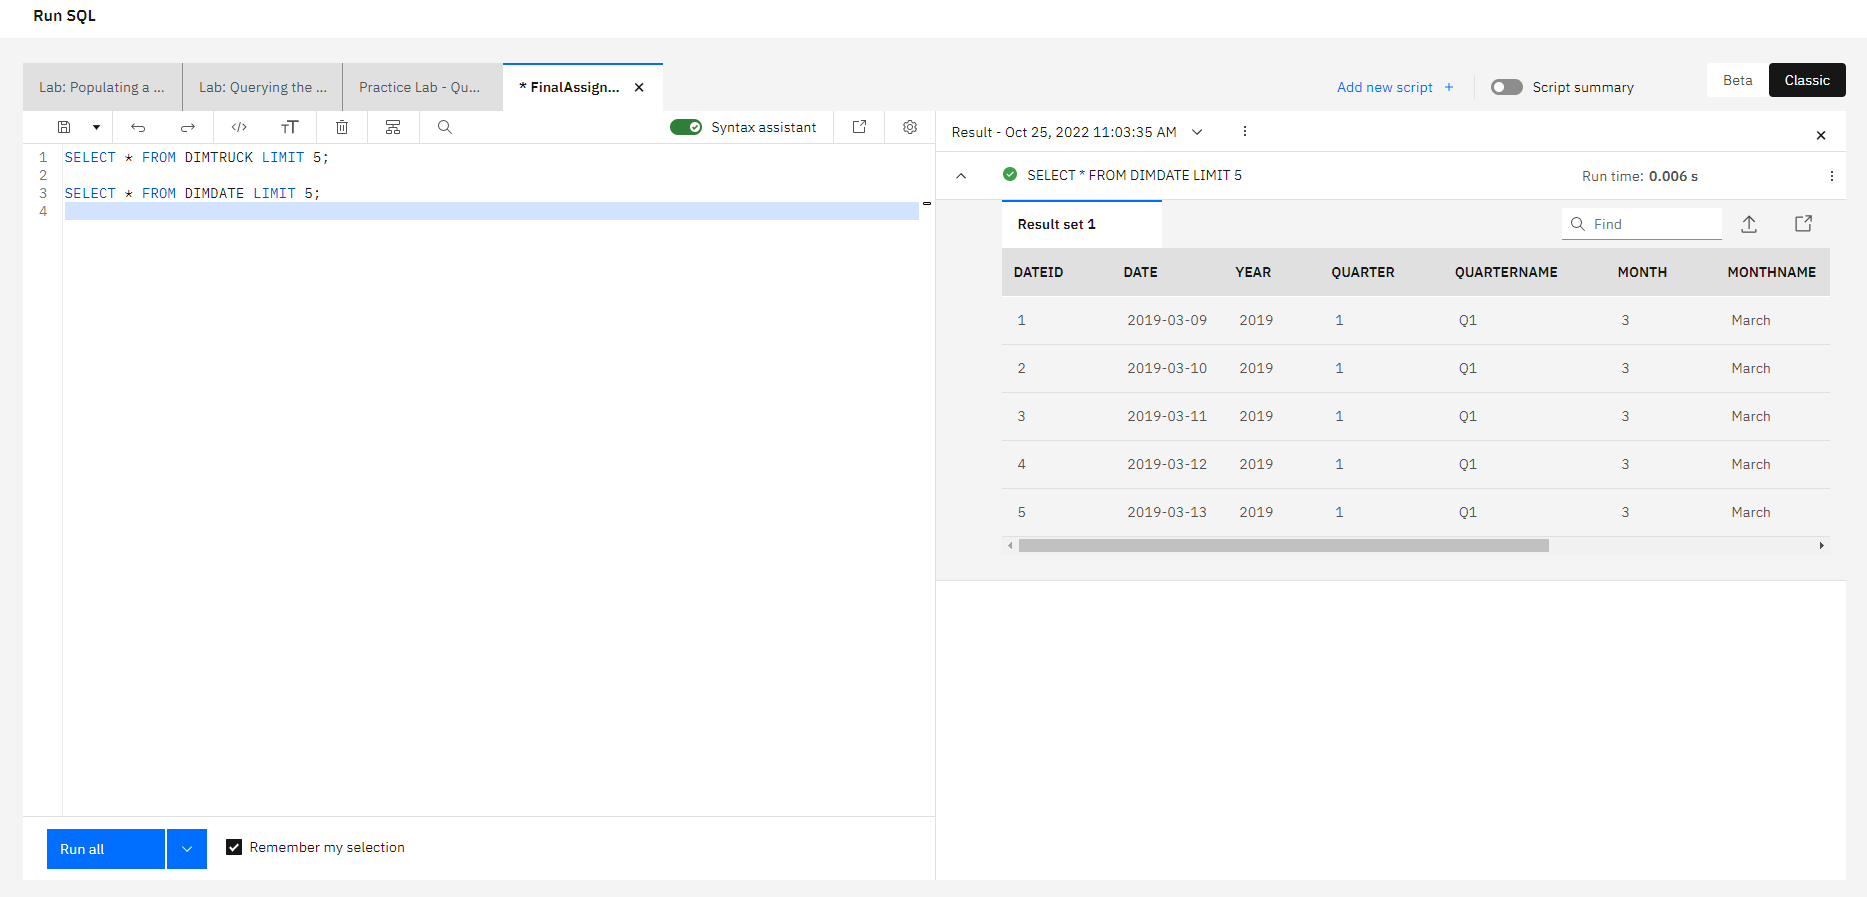 Run SQL
Lab: Populating a ...
Lab: Querying the ...
Practice Lab - Qu...
* FinalAssign...
Add new script +
Script summary
Beta
Classic
Syntax assistant
Result - Oct 25, 2022 11:03:35 AM
1 SELECT * FROM DIMTRUCK LIMIT 5;
2
3 SELECT * FROM DIMDATE LIMIT 5;
4
SELECT * FROM DIMDATE LIMIT 5
Run time: 0.006 s
Result set 1
Find
DATEID DATE YEAR QUARTER QUARTERNAME MONTH MONTHNAME
1 2019-03-09 2019 1 Q1 3 March
2 2019-03-10 2019 1 Q1 3 March
3 2019-03-11 2019 1 Q1 3 March
4 2019-03-12 2019 1 Q1 3 March
5 2019-03-13 2019 1 Q1 3 March
Run all
Remember my selection